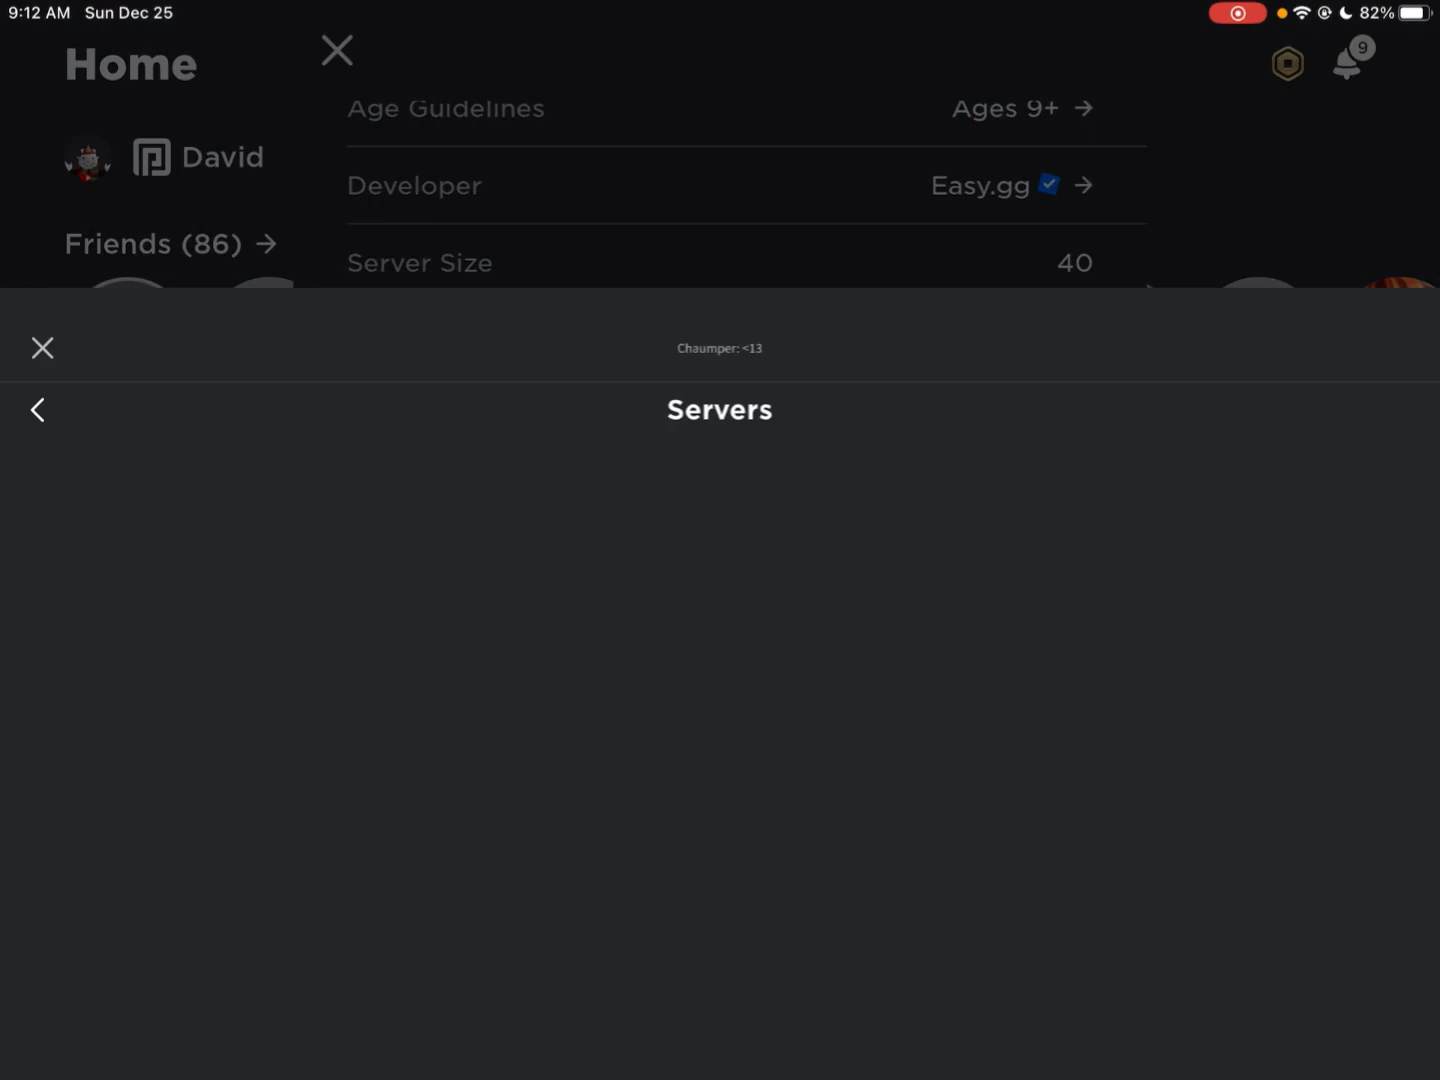 9:12 AM Sun Dec 25
82%
Home
9
Age Guidelines
Ages 9+
David
Developer
Easy.gg
Friends (86)
Server Size
40
Chaumper: <13
Servers